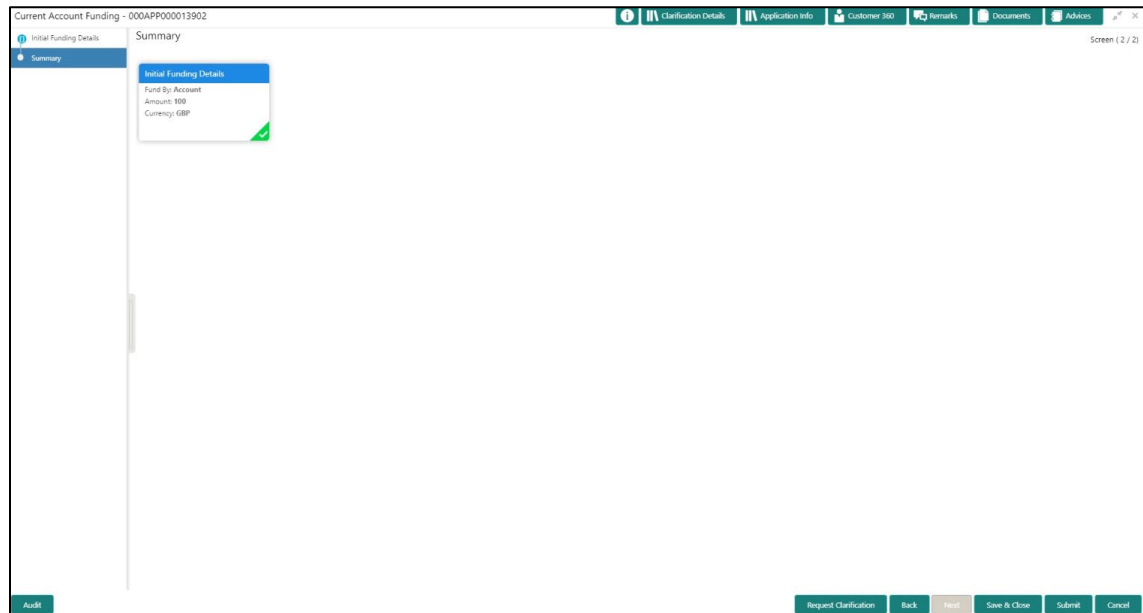 Current Account Funding - 000APP000013902
i Clarification Details Application Info Customer 360 Remarks Documents Advices
Initial Funding Details
Summary
Summary
Screen ( 2 / 2)
Initial Funding Details
Fund By: Account
Amount: 100
Currency: GBP
Audit
Request Clarification Back Next Save & Close Submit Cancel